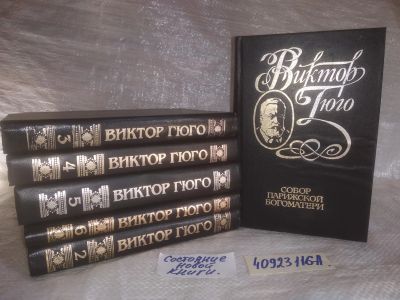 3 ВИКТОР ГЮГО
4 ВИКТОР ГЮГО
5 ВИКТОР ГЮГО
6 ВИКТОР ГЮГО
2 ВИКТОР ГЮГО
Виктор
Гюго
СОБОР
ПАРИЖСКОЙ
БОГОМАТЕРИ
Состояние
новой
книги.
40923116А